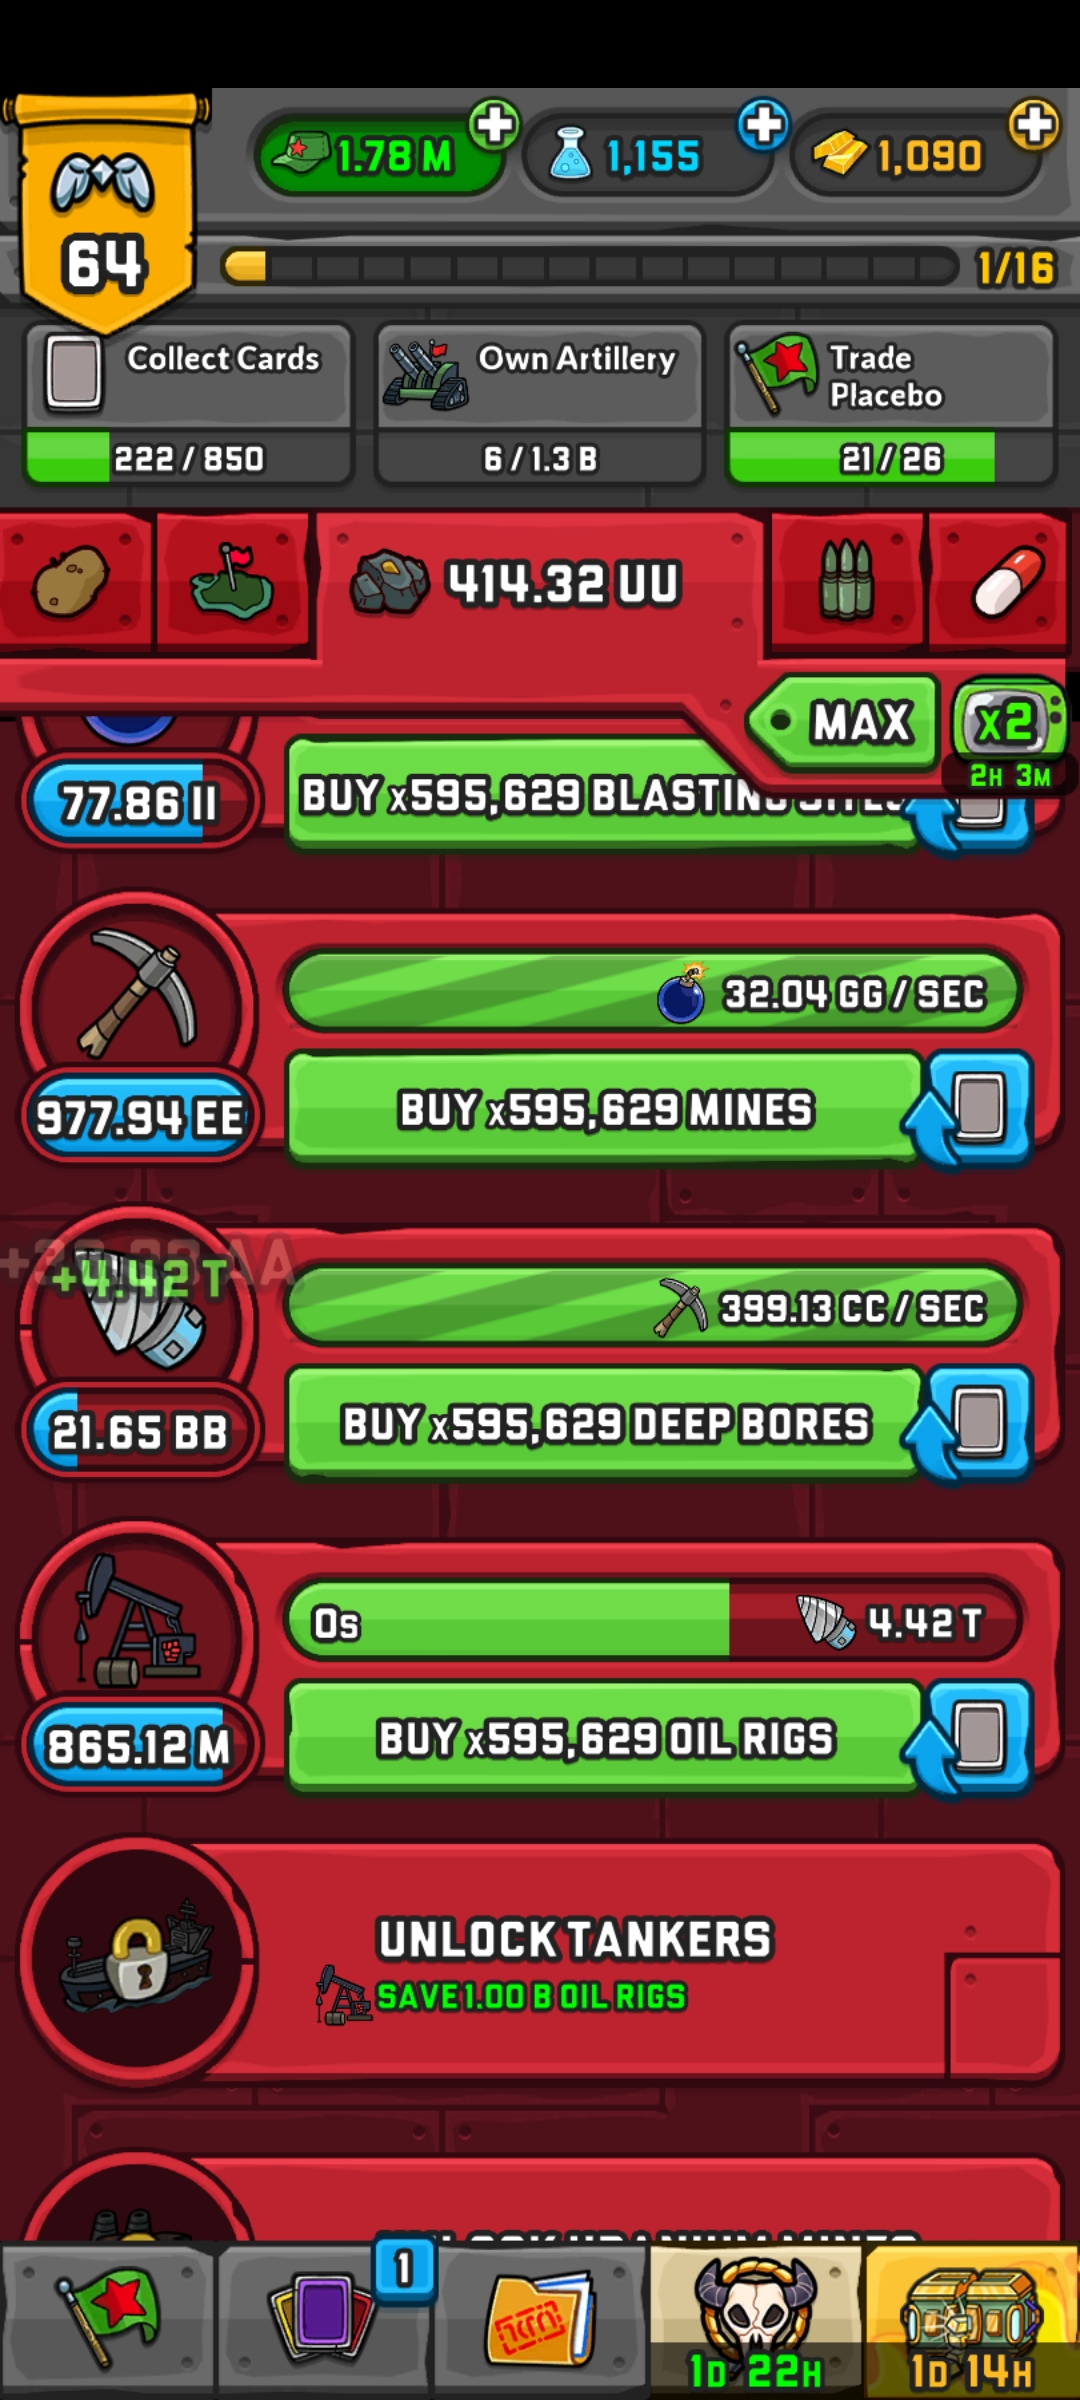 1.78 M
1,155
1,090
64
1/16
Collect Cards
222 / 850
Own Artillery
6 / 1.3 B
Trade
Placebo
21 / 26
414.32 UU
MAX
x2
2H 3M
77.86 II
BUY x595,629 BLASTING SITES
32.04 GG / SEC
977.94 EE
BUY x595,629 MINES
+4.42 T
399.13 CC / SEC
21.65 BB
BUY x595,629 DEEP BORES
0s
4.42 T
865.12 M
BUY x595,629 OIL RIGS
UNLOCK TANKERS
SAVE 1.00 B OIL RIGS
UNLOCK URANIUM MINES
1
1D 22H
1D 14H